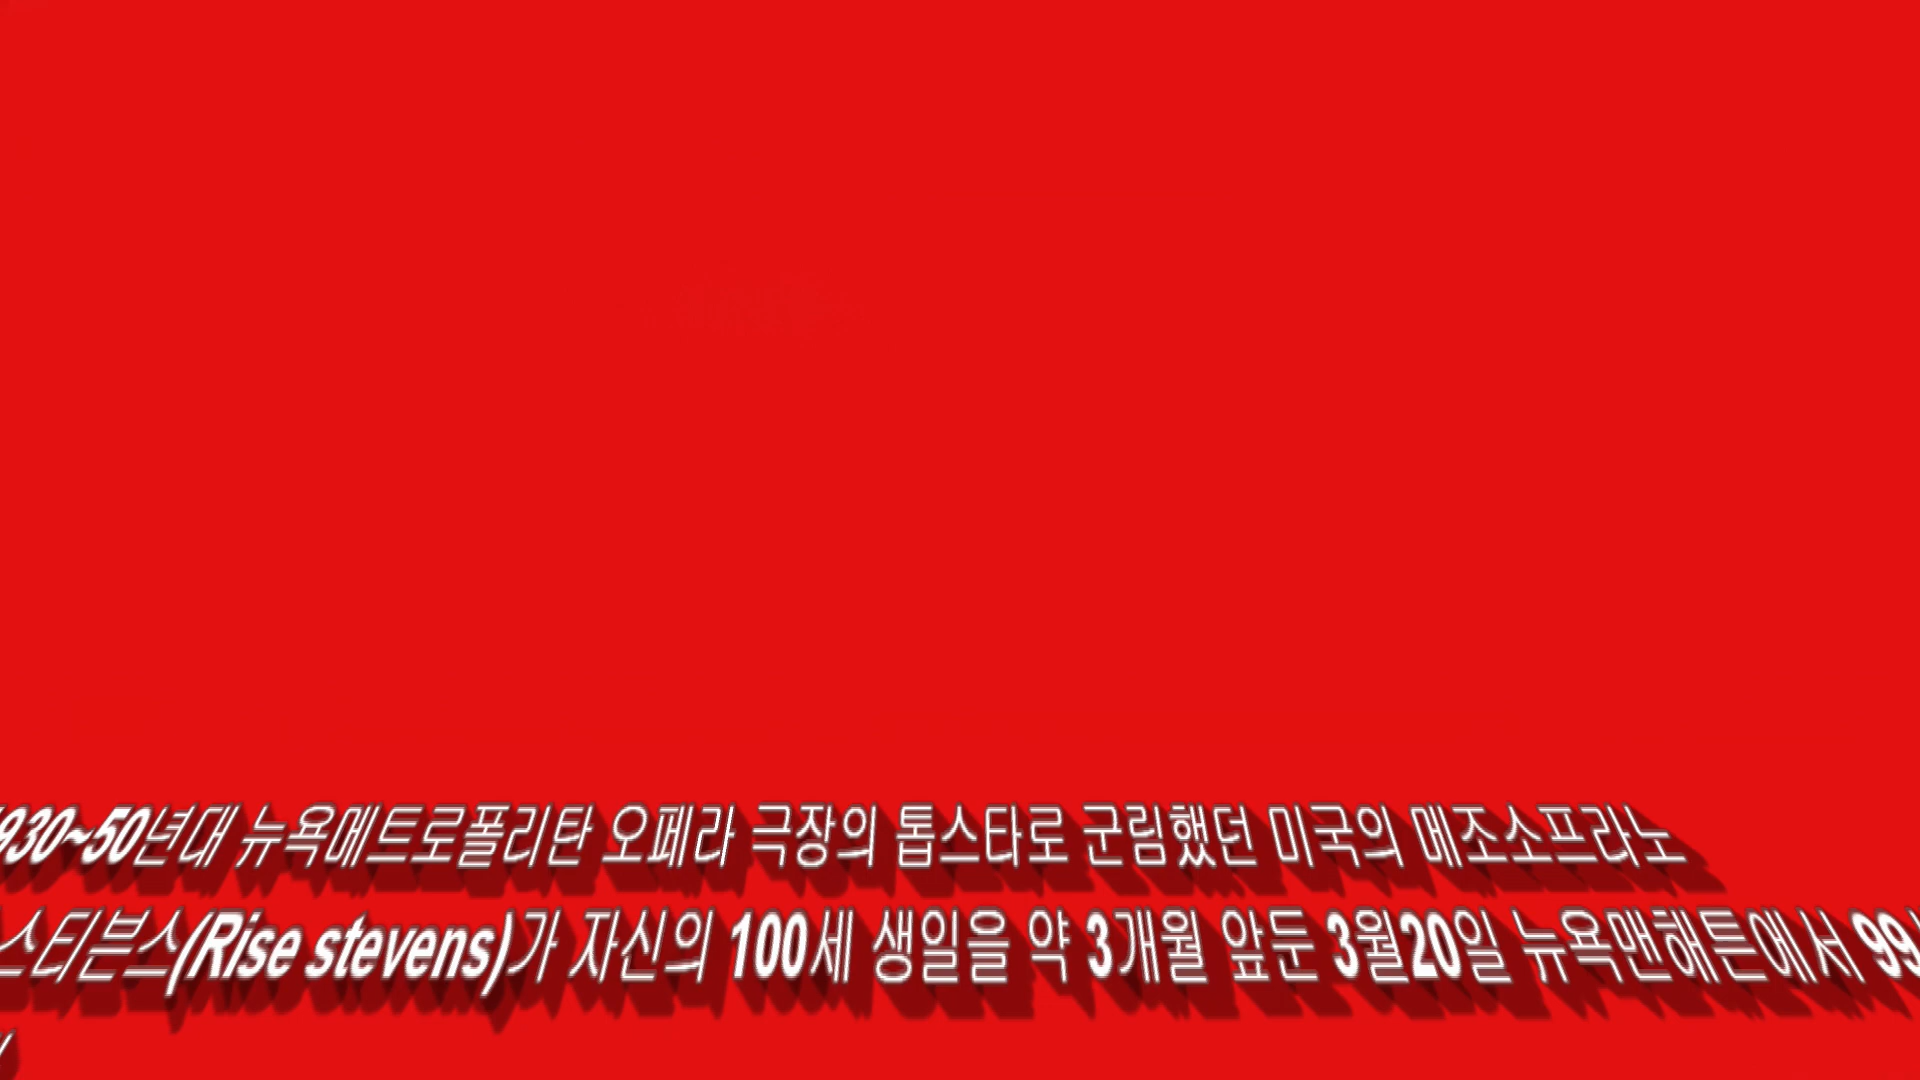 930~50년대 뉴욕메트로폴리탄 오페라 극장의 톱스타로 군림했던 미국의 메조소프라노
스티븐스(Rise stevens)가 자신의 100세 생일을 약 3개월 앞둔 3월20일 뉴욕맨해튼에서 99